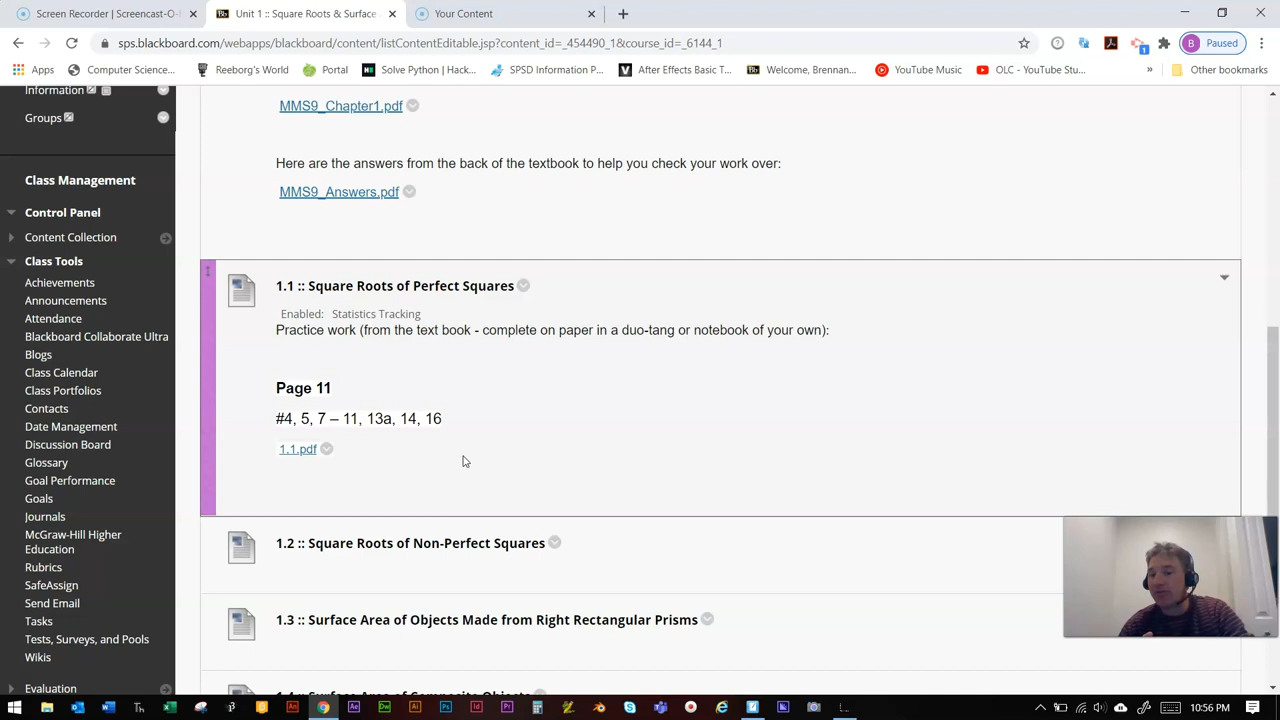 Screen Recorder | Screencast-O-
Unit 1 :: Square Roots & Surface
Your Content
sps.blackboard.com/webapps/blackboard/content/listContentEditable.jsp?content_id=_454490_1&course_id=_6144_1
B Paused
Apps
Computer Science...
Reeborg's World
Portal
Solve Python | Hack...
SPSD Information P...
After Effects Basic T...
Welcome, Brennan...
YouTube Music
OLC - YouTube Stu...
»
Other bookmarks
Information
Groups
Class Management
Control Panel
Content Collection
Class Tools
Achievements
Announcements
Attendance
Blackboard Collaborate Ultra
Blogs
Class Calendar
Class Portfolios
Contacts
Date Management
Discussion Board
Glossary
Goal Performance
Goals
Journals
McGraw-Hill Higher
Education
Rubrics
SafeAssign
Send Email
Tasks
Tests, Surveys, and Pools
Wikis
Evaluation
MMS9_Chapter1.pdf
Here are the answers from the back of the textbook to help you check your work over:
MMS9_Answers.pdf
1.1 :: Square Roots of Perfect Squares
Enabled: Statistics Tracking
Practice work (from the text book - complete on paper in a duo-tang or notebook of your own):
Page 11
#4, 5, 7 – 11, 13a, 14, 16
1.1.pdf
1.2 :: Square Roots of Non-Perfect Squares
1.3 :: Surface Area of Objects Made from Right Rectangular Prisms
1.4 :: Surface Area of Composite Objects
10:56 PM